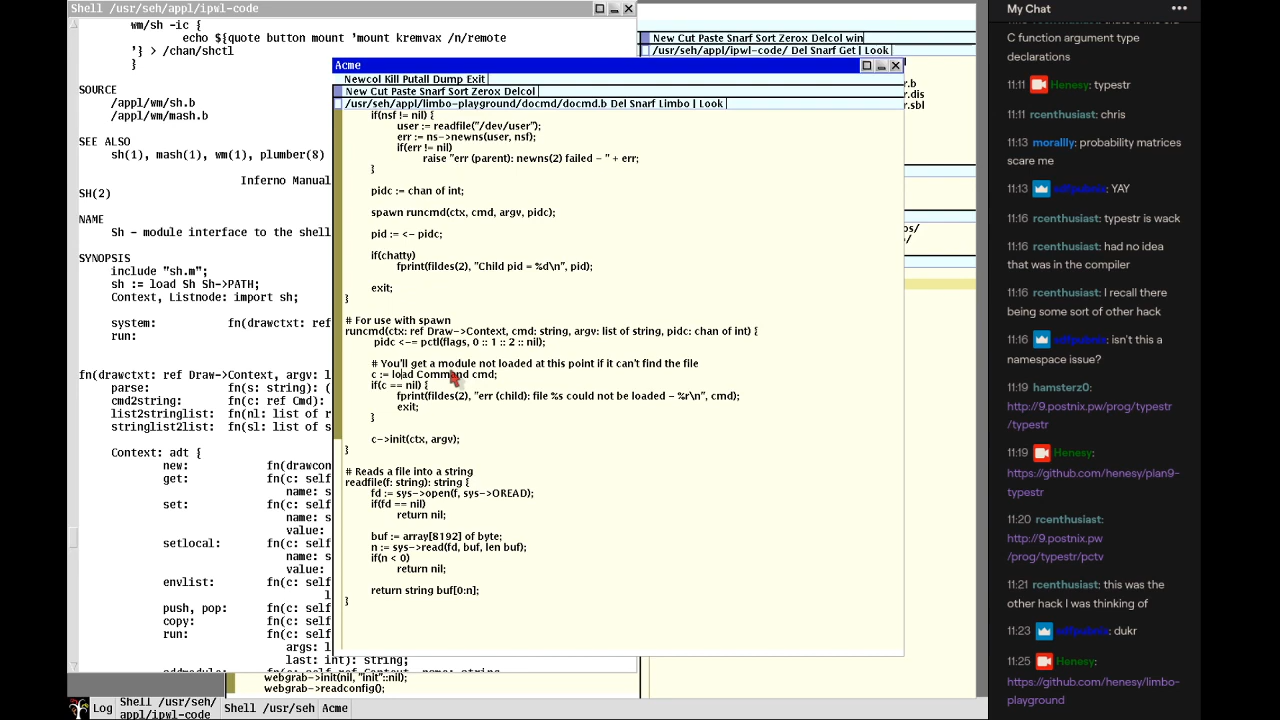 Shell /usr/seh/appl/ipwl-code
wm/sh -ic {
echo ${quote button mount 'mount kremvax /n/remote
'} > /chan/shctl
}
SOURCE
/appl/wm/sh.b
/appl/wm/mash.b
SEE ALSO
sh(1), mash(1), wm(1), plumber(8)
Inferno Manual
SH(2)
NAME
Sh - module interface to the shell
SYNOPSIS
include "sh.m";
sh := load Sh Sh->PATH;
Context, Listnode: import sh;
system: fn(drawctxt: ref
run:
fn(drawctxt: ref Draw->Context, argv: l
parse: fn(s: string): (
cmd2string: fn(c: ref Cmd):
list2stringlist: fn(nl: list of
stringlist2list: fn(sl: list of
Context: adt {
new: fn(drawcon
get: fn(c: self
name: s
set: fn(c: self
name: s
value:
setlocal: fn(c: self
name: s
value:
envlist: fn(c: self
l
push, pop: fn(c: self
copy: fn(c: self
run: fn(c: self
args: l
last: int): string;
webgrab->init(nil, "init"::nil);
webgrab->readconfig();
New Cut Paste Snarf Sort Zerox Delcol win
/usr/seh/appl/ipwl-code/ Del Snarf Get | Look
r.b
r.dis
r.sbl
os/
/
Acme
Newcol Kill Putall Dump Exit
New Cut Paste Snarf Sort Zerox Delcol
/usr/seh/appl/limbo-playground/docmd/docmd.b Del Snarf Limbo | Look
if(nsf != nil) {
user := readfile("/dev/user");
err := ns->newns(user, nsf);
if(err != nil)
raise "err (parent): newns(2) failed - " + err;
}
pidc := chan of int;
spawn runcmd(ctx, cmd, argv, pidc);
pid := <- pidc;
if(chatty)
fprint(fildes(2), "Child pid = %d\n", pid);
exit;
}
# For use with spawn
runcmd(ctx: ref Draw->Context, cmd: string, argv: list of string, pidc: chan of int) {
pidc <-= pctl(flags, 0 :: 1 :: 2 :: nil);
# You'll get a module not loaded at this point if it can't find the file
c := load Command cmd;
if(c == nil) {
fprint(fildes(2), "err (child): file %s could not be loaded - %r\n", cmd);
exit;
}
c->init(ctx, argv);
}
# Reads a file into a string
readfile(f: string): string {
fd := sys->open(f, sys->OREAD);
if(fd == nil)
return nil;
buf := array[8192] of byte;
n := sys->read(fd, buf, len buf);
if(n < 0)
return nil;
return string buf[0:n];
}
Log
Shell /usr/seh/
appl/ipwl-code
Shell /usr/seh
Acme
My Chat
C function argument type
declarations
11:11 Henesy: typestr
11:11 rcenthusiast: chris
11:13 morallly: probability matrices
scare me
11:13 sdfpubnix: YAY
11:16 rcenthusiast: typestr is wack
11:16 rcenthusiast: had no idea
that was in the compiler
11:16 rcenthusiast: I recall there
being some sort of other hack
11:16 sdfpubnix: isn't this a
namespace issue?
11:19 hamsterz0:
http://9.postnix.pw/prog/typestr
/typestr
11:19 Henesy:
https://github.com/henesy/plan9-
typestr
11:20 rcenthusiast:
http://9.postnix.pw
/prog/typestr/pctv
11:21 rcenthusiast: this was the
other hack I was thinking of
11:23 sdfpubnix: dukr
11:25 Henesy:
https://github.com/henesy/limbo-
playground